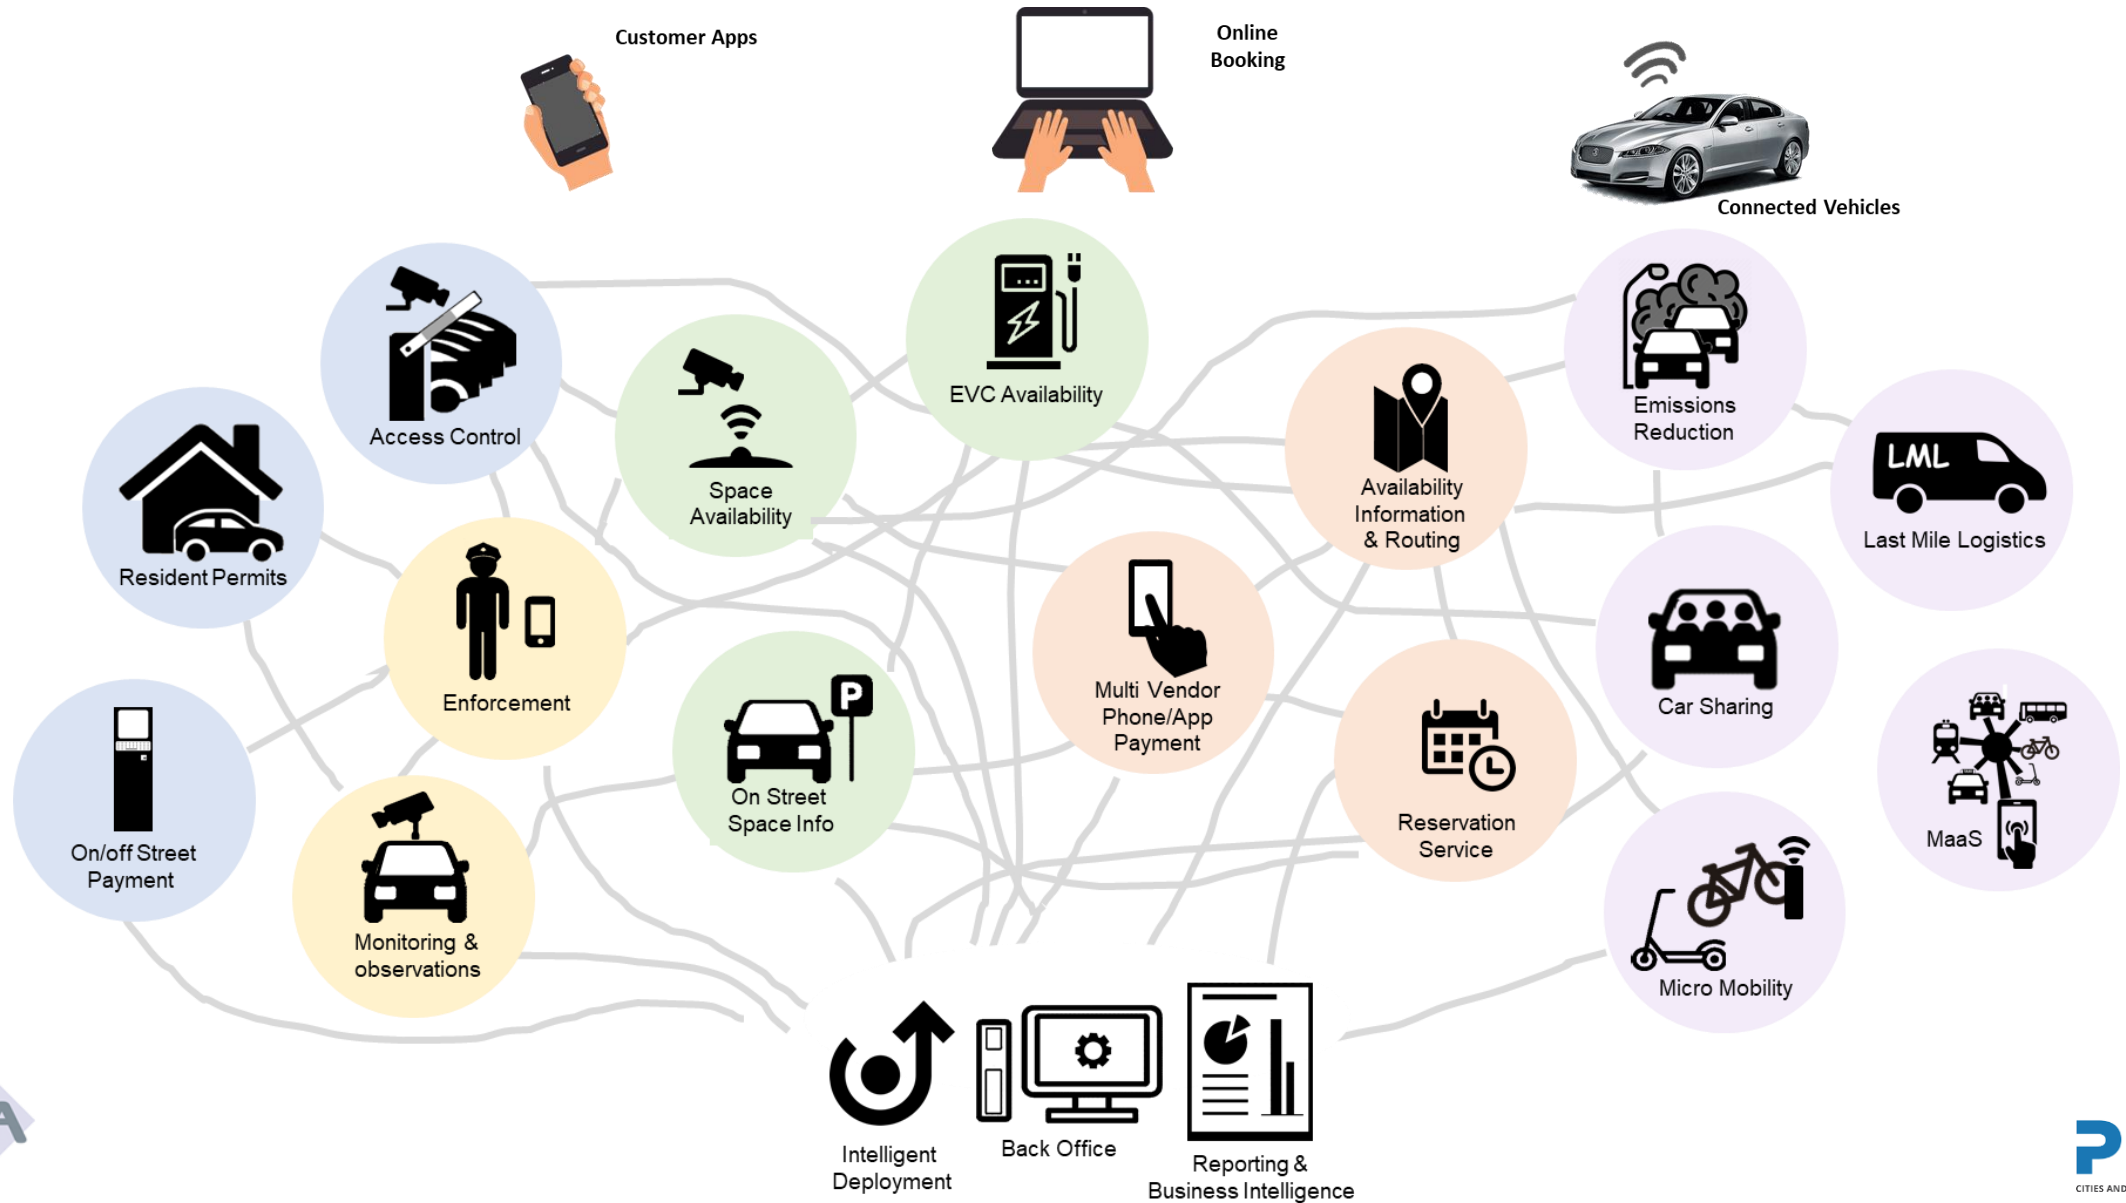 Customer Apps
Online
Booking
Connected Vehicles
Access Control
EVC Availability
Emissions
Reduction
Space
Availability
Availability
Information
& Routing
LML
Last Mile Logistics
Resident Permits
Enforcement
Multi Vendor
Phone/App
Payment
Car Sharing
P
On Street
Space Info
On/off Street
Payment
Reservation
Service
MaaS
Monitoring &
observations
Micro Mobility
Intelligent
Deployment
Back Office
Reporting &
Business Intelligence
A
P
CITIES AND